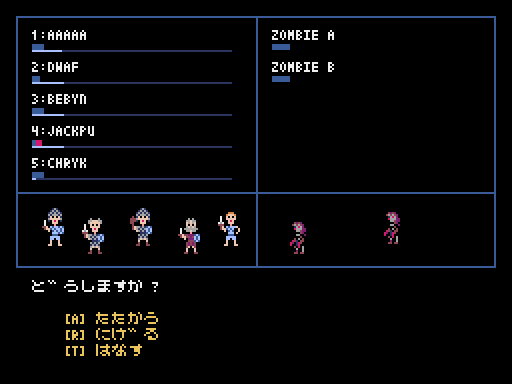 1:AAAAA
2:DWAF
3:BEBYN
4:JACKPU
5:CHRYK
ZOMBIE A
ZOMBIE B
ど うしますか ?
[A] たたかう
[R] にげ る
[T] はなす